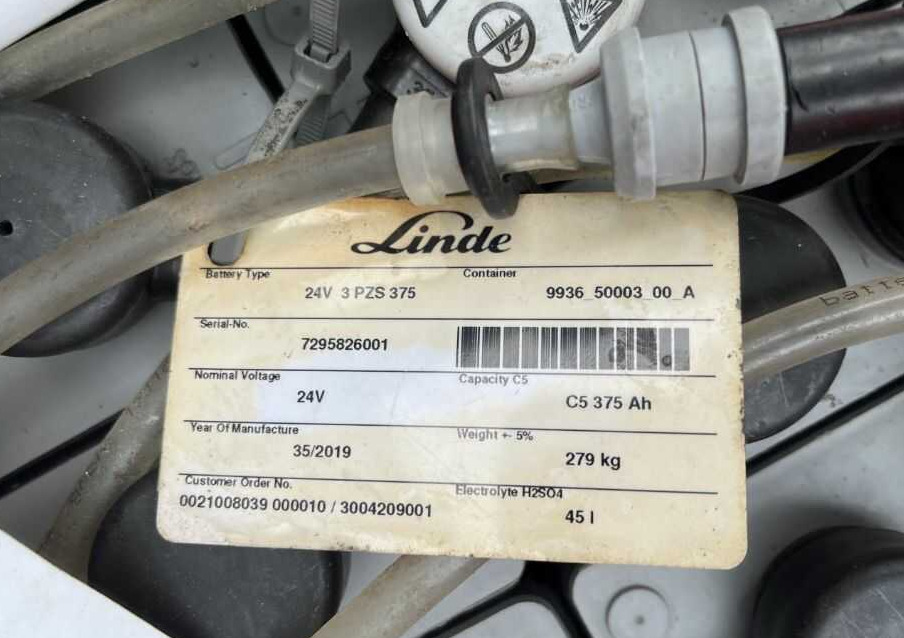 Linde
Battery Type
Container
24V 3 PZS 375
9936_50003_00_A
Serial-No.
7295826001
Nominal Voltage
Capacity C5
24V
C5 375 Ah
Year Of Manufacture
Weight +- 5%
35/2019
279 kg
Customer Order No.
Electrolyte H2SO4
0021008039 000010 / 3004209001
45 l